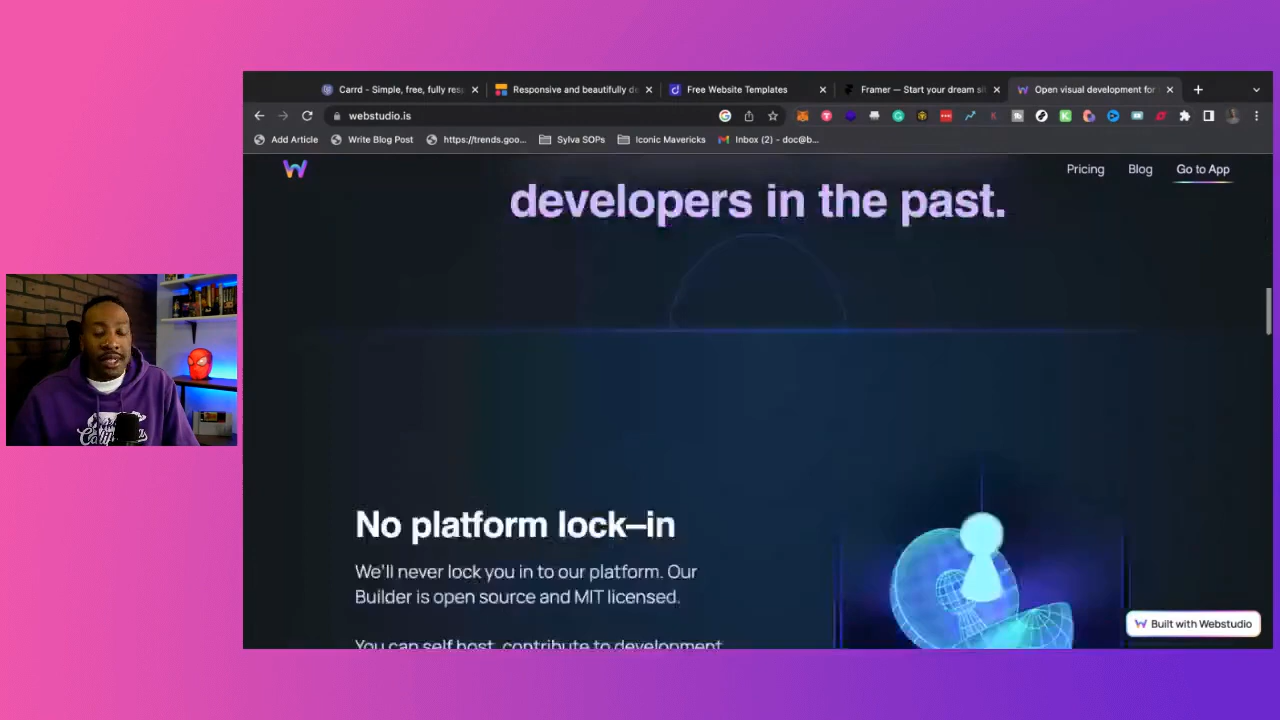 Carrd - Simple, free, fully resp
Responsive and beautifully de
Free Website Templates
Framer — Start your dream si
Open visual development for
webstudio.is
Add Article
Write Blog Post
https://trends.goo...
Sylva SOPs
Iconic Mavericks
Inbox (2) - doc@b...
Pricing
Blog
Go to App
developers in the past.
No platform lock–in
We'll never lock you in to our platform. Our
Builder is open source and MIT licensed.
You can self host, contribute to development
Built with Webstudio